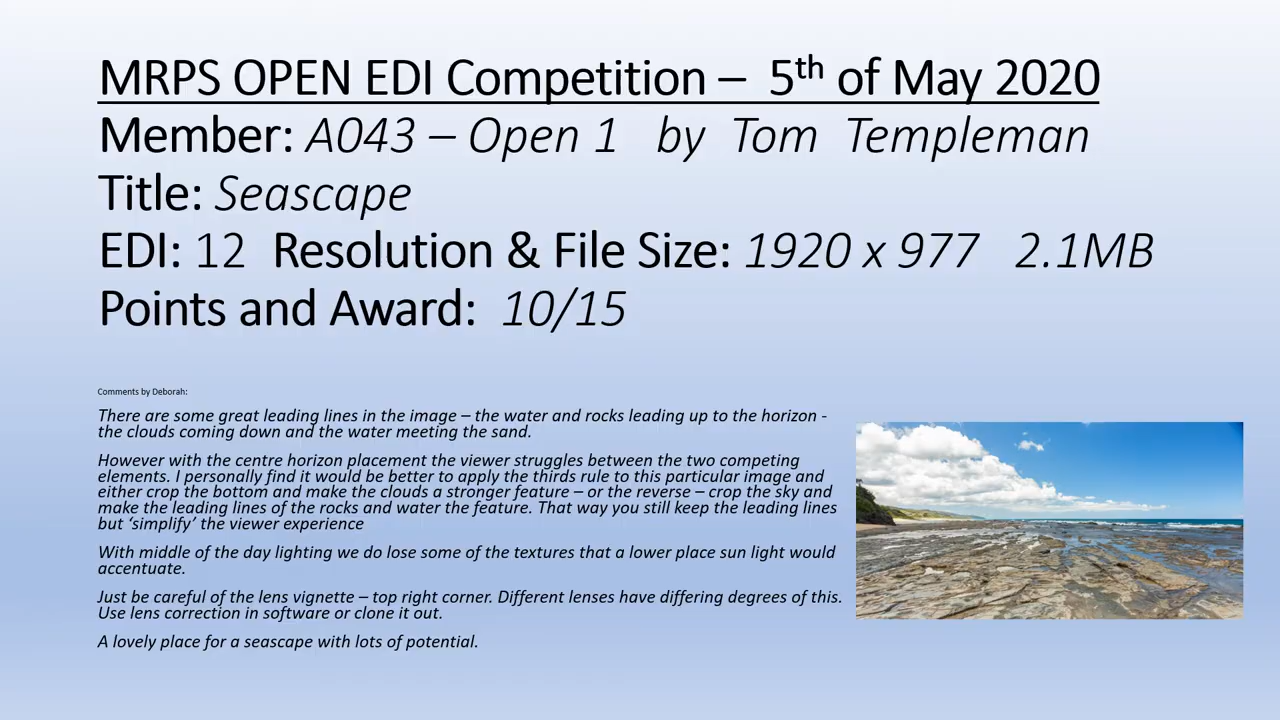 MRPS OPEN EDI Competition – 5th of May 2020
Member: A043 – Open 1 by Tom Templeman
Title: Seascape
EDI: 12 Resolution & File Size: 1920 x 977 2.1MB
Points and Award: 10/15
Comments by Deborah:
There are some great leading lines in the image – the water and rocks leading up to the horizon -
the clouds coming down and the water meeting the sand.
However with the centre horizon placement the viewer struggles between the two competing
elements. I personally find it would be better to apply the thirds rule to this particular image and
either crop the bottom and make the clouds a stronger feature – or the reverse – crop the sky and
make the leading lines of the rocks and water the feature. That way you still keep the leading lines
but ‘simplify’ the viewer experience
With middle of the day lighting we do lose some of the textures that a lower place sun light would
accentuate.
Just be careful of the lens vignette – top right corner. Different lenses have differing degrees of this.
Use lens correction in software or clone it out.
A lovely place for a seascape with lots of potential.